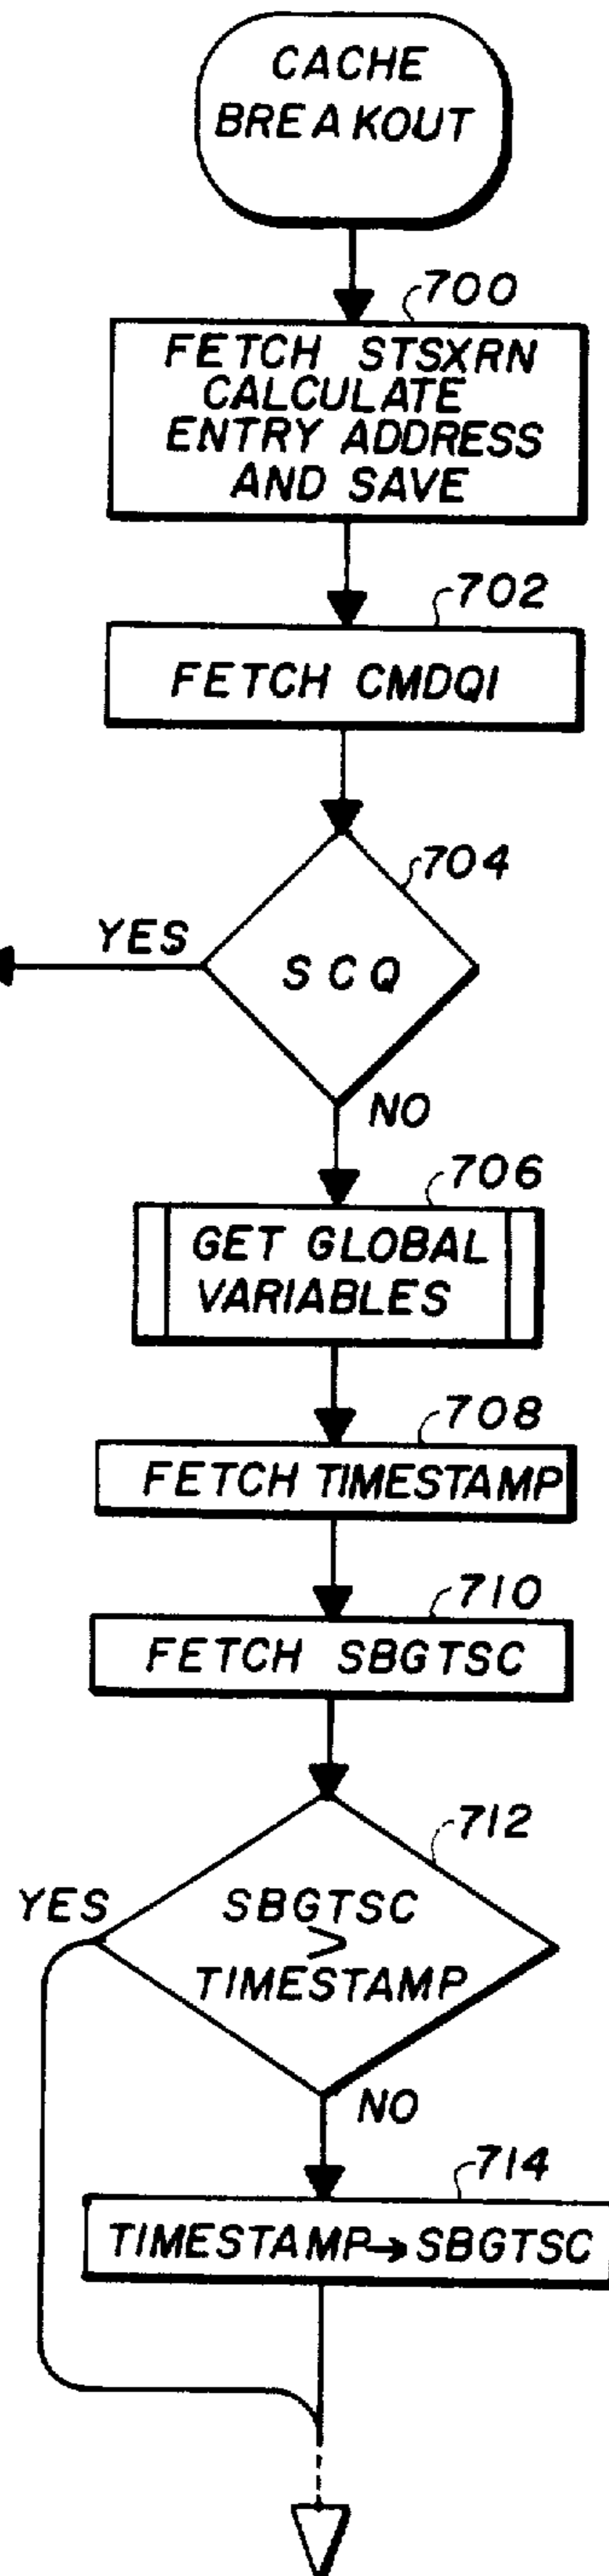 CACHE
BREAKOUT
700
FETCH STSXRN
CALCULATE
ENTRY ADDRESS
AND SAVE
702
FETCH CMDQI
704
YES
SCQ
NO
706
GET GLOBAL
VARIABLES
708
FETCH TIMESTAMP
710
FETCH SBGTSC
712
YES
SBGTSC
>
TIMESTAMP
NO
714
TIMESTAMP→SBGTSC